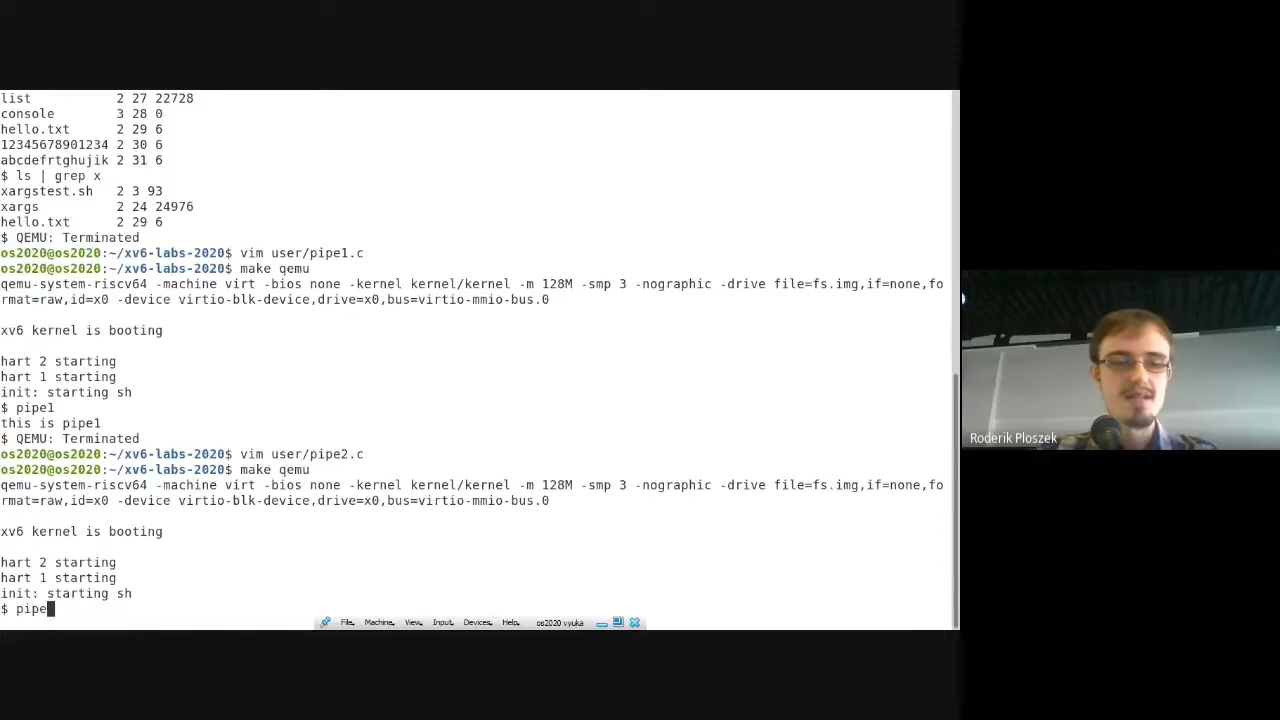 list           2 27 22728
console        3 28 0
hello.txt      2 29 6
12345678901234 2 30 6
abcdefrtghujik 2 31 6
$ ls | grep x
xargstest.sh   2 3 93
xargs          2 24 24976
hello.txt      2 29 6
$ QEMU: Terminated
os2020@os2020:~/xv6-labs-2020$ vim user/pipe1.c
os2020@os2020:~/xv6-labs-2020$ make qemu
qemu-system-riscv64 -machine virt -bios none -kernel kernel/kernel -m 128M -smp 3 -nographic -drive file=fs.img,if=none,fo
rmat=raw,id=x0 -device virtio-blk-device,drive=x0,bus=virtio-mmio-bus.0
xv6 kernel is booting
hart 2 starting
hart 1 starting
init: starting sh
$ pipe1
this is pipe1
$ QEMU: Terminated
os2020@os2020:~/xv6-labs-2020$ vim user/pipe2.c
os2020@os2020:~/xv6-labs-2020$ make qemu
qemu-system-riscv64 -machine virt -bios none -kernel kernel/kernel -m 128M -smp 3 -nographic -drive file=fs.img,if=none,fo
rmat=raw,id=x0 -device virtio-blk-device,drive=x0,bus=virtio-mmio-bus.0
xv6 kernel is booting
hart 2 starting
hart 1 starting
init: starting sh
$ pipe
File Machine View Input Devices Help os2020 vyuka
Roderik Ploszek